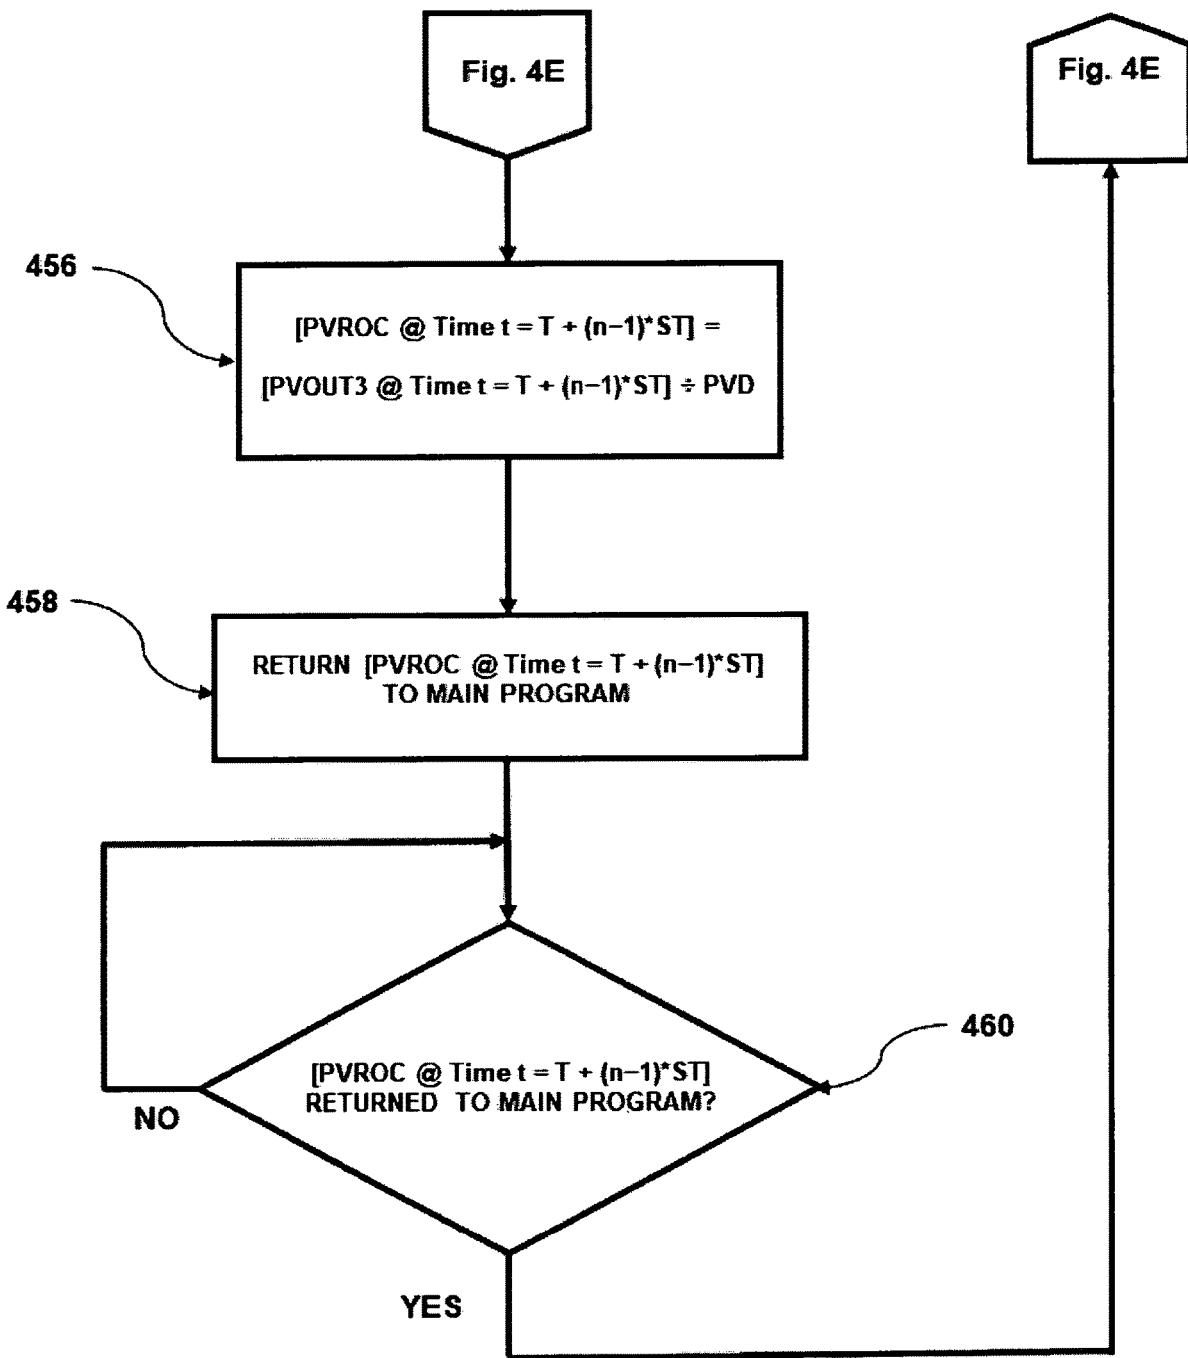 Fig. 4E
Fig. 4E
456
[PVROC @ Time t = T + (n−1)*ST] =
[PVOUT3 @ Time t = T + (n−1)*ST] ÷ PVD
458
RETURN [PVROC @ Time t = T + (n−1)*ST]
TO MAIN PROGRAM
460
[PVROC @ Time t = T + (n−1)*ST]
RETURNED TO MAIN PROGRAM?
NO
YES